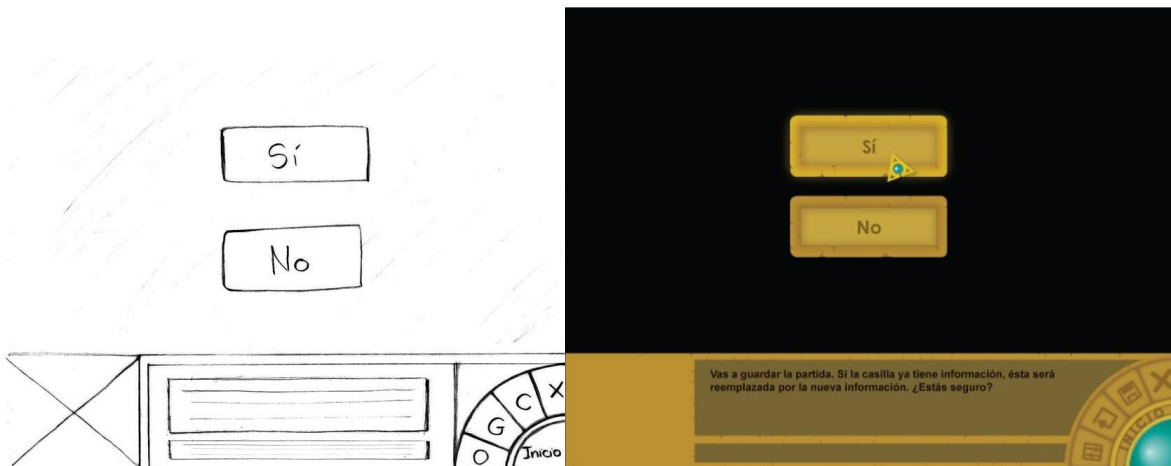 Sí
No
O
G
C
X
Inicio
Sí
No
Vas a guardar la partida. Si la casilla ya tiene información, ésta será
reemplazada por la nueva información. ¿Estás seguro?
INICIO